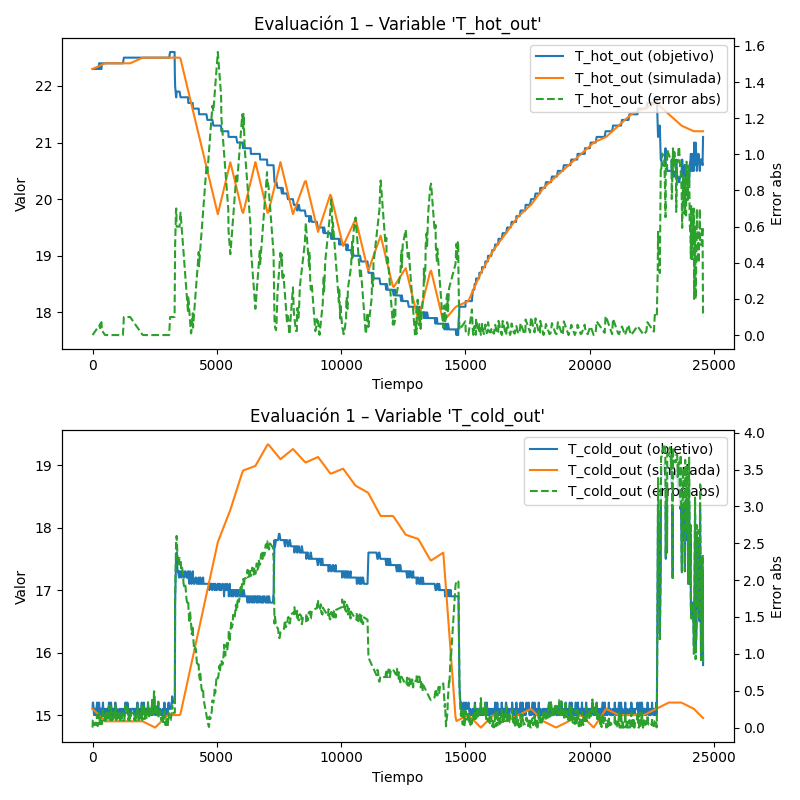 Evaluación 1 – Variable 'T_hot_out'
T_hot_out (objetivo)
T_hot_out (simulada)
T_hot_out (error abs)
Valor
22
21
20
19
18
1.6
1.4
1.2
1.0
0.8
0.6
0.4
0.2
0.0
Error abs
0
5000
10000
15000
20000
25000
Tiempo
Evaluación 1 – Variable 'T_cold_out'
T_cold_out (objetivo)
T_cold_out (simulada)
T_cold_out (error abs)
Valor
19
18
17
16
15
4.0
3.5
3.0
2.5
2.0
1.5
1.0
0.5
0.0
Error abs
0
5000
10000
15000
20000
25000
Tiempo